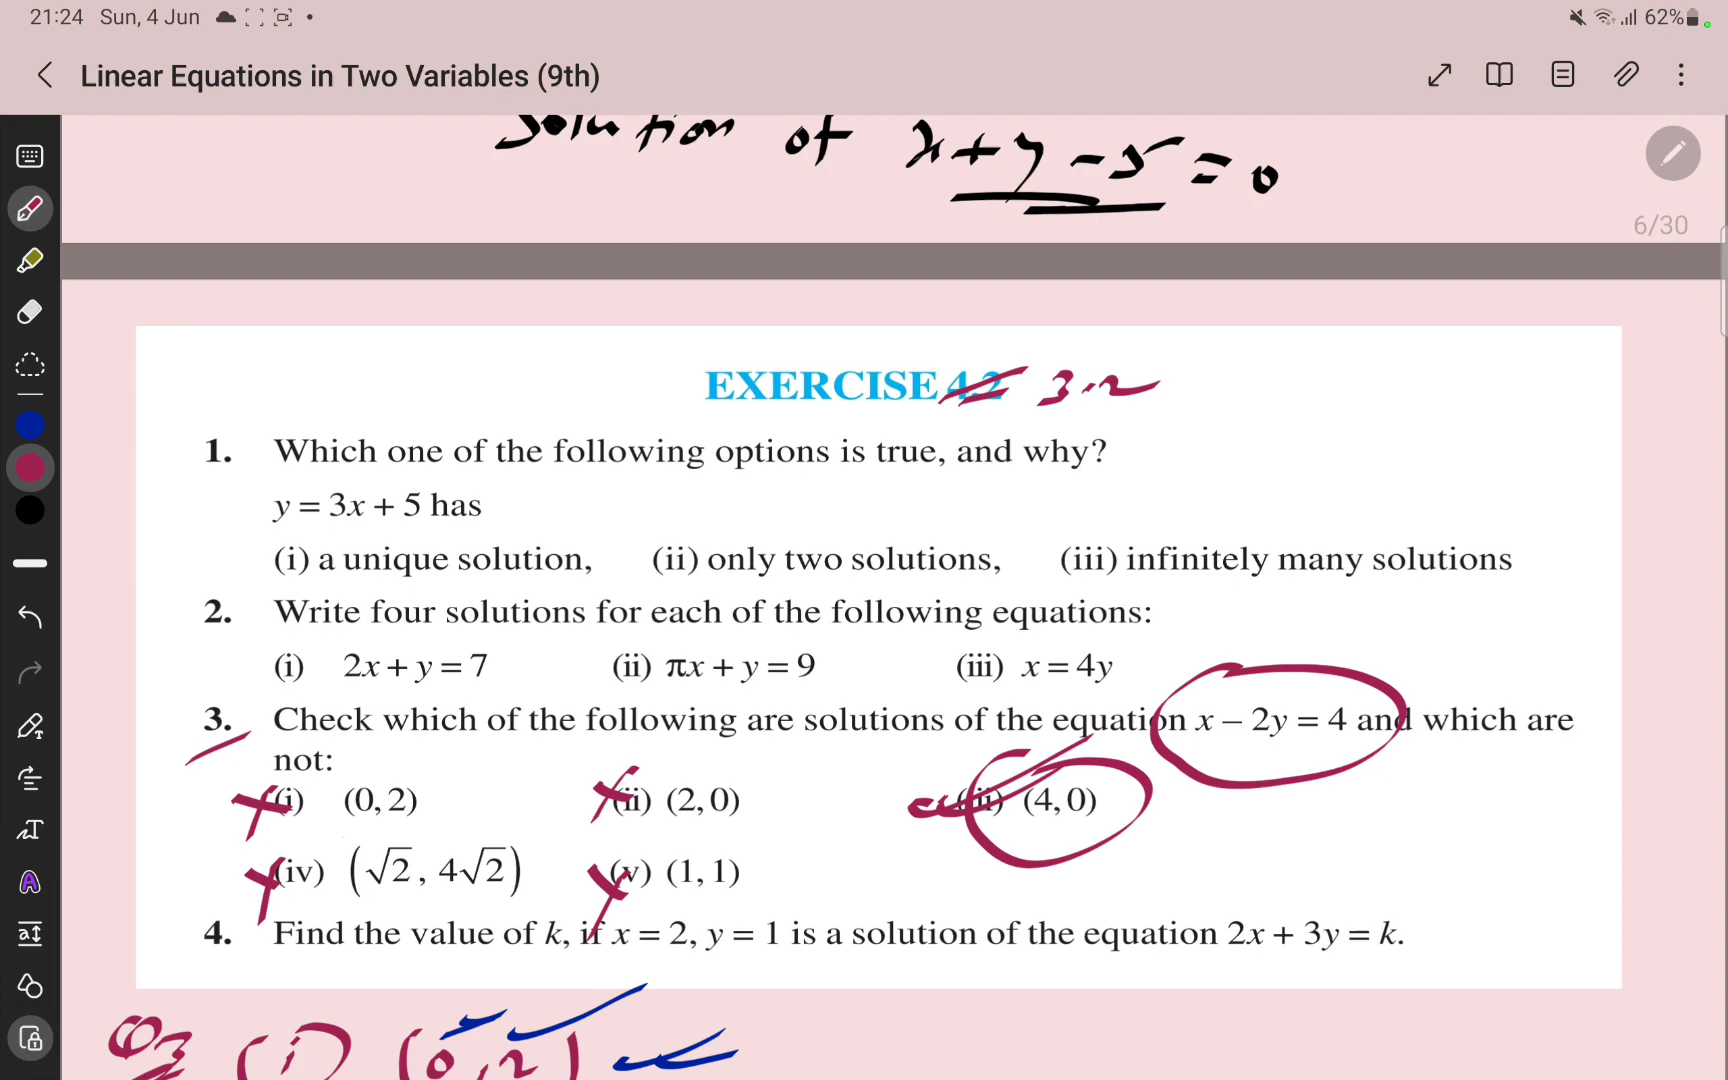 21:24 Sun, 4 Jun
62%
Linear Equations in Two Variables (9th)
Solution of x+y-5=0
6/30
EXERCISE 4.2 3.2
1. Which one of the following options is true, and why?
y = 3x + 5 has
(i) a unique solution, (ii) only two solutions, (iii) infinitely many solutions
2. Write four solutions for each of the following equations:
(i) 2x + y = 7 (ii) πx + y = 9 (iii) x = 4y
3. Check which of the following are solutions of the equation x – 2y = 4 and which are
not:
(i) (0, 2) (ii) (2, 0) (iii) (4, 0)
(iv) (√2, 4√2) (v) (1, 1)
4. Find the value of k, if x = 2, y = 1 is a solution of the equation 2x + 3y = k.
Q3 (i) (0,2)